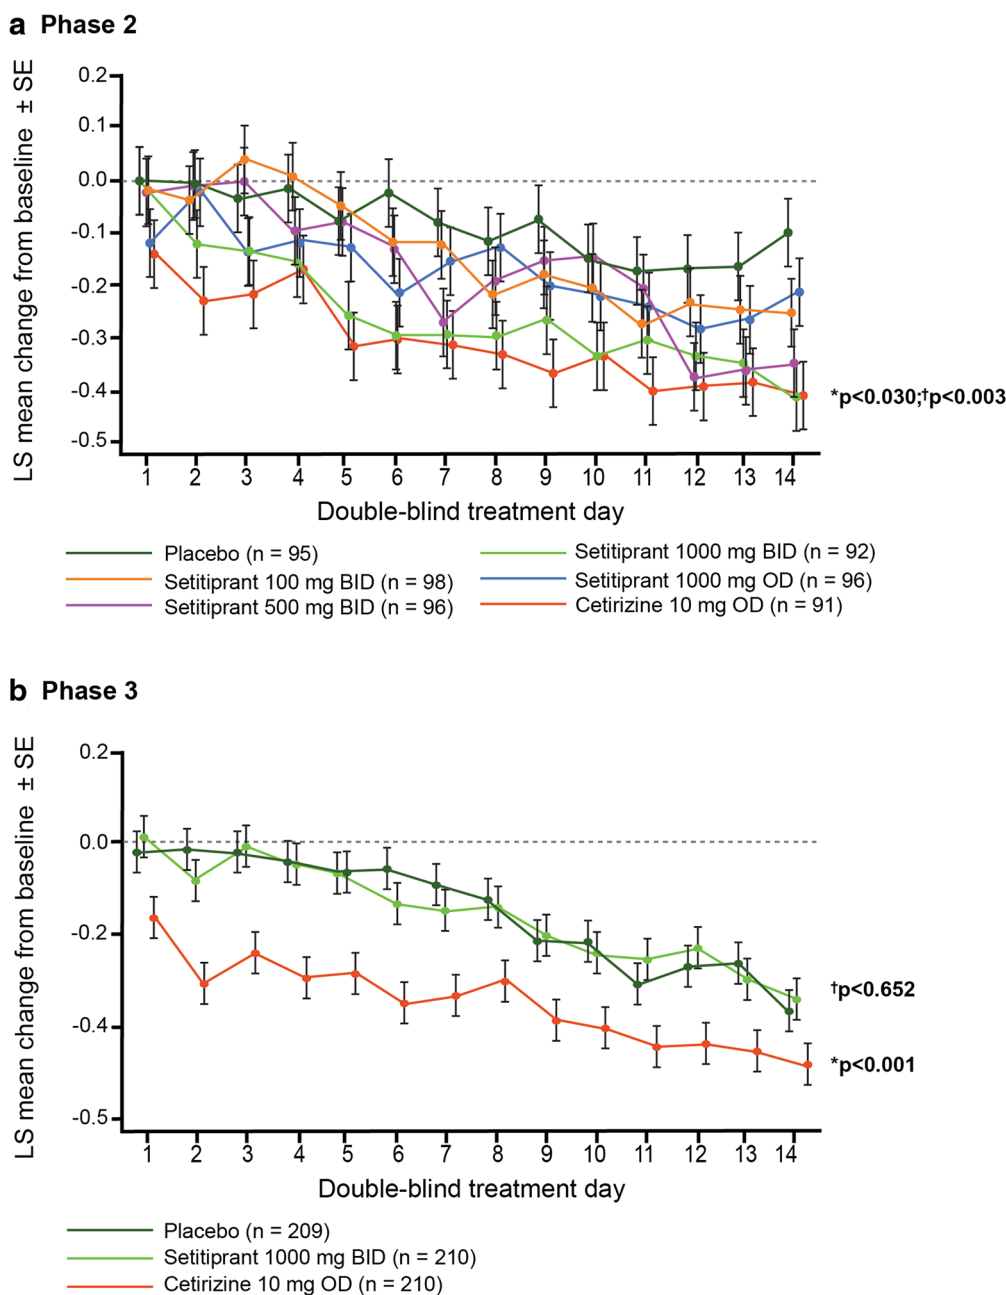 a Phase 2
LS mean change from baseline ± SE
0.2
0.1
0.0
-0.1
-0.2
-0.3
-0.4
-0.5
*p<0.030;†p<0.003
1 2 3 4 5 6 7 8 9 10 11 12 13 14
Double-blind treatment day
Placebo (n = 95)
Setitiprant 100 mg BID (n = 98)
Setitiprant 500 mg BID (n = 96)
Setitiprant 1000 mg BID (n = 92)
Setitiprant 1000 mg OD (n = 96)
Cetirizine 10 mg OD (n = 91)
b Phase 3
LS mean change from baseline ± SE
0.2
0.0
-0.2
-0.4
-0.5
†p<0.652
*p<0.001
1 2 3 4 5 6 7 8 9 10 11 12 13 14
Double-blind treatment day
Placebo (n = 209)
Setitiprant 1000 mg BID (n = 210)
Cetirizine 10 mg OD (n = 210)